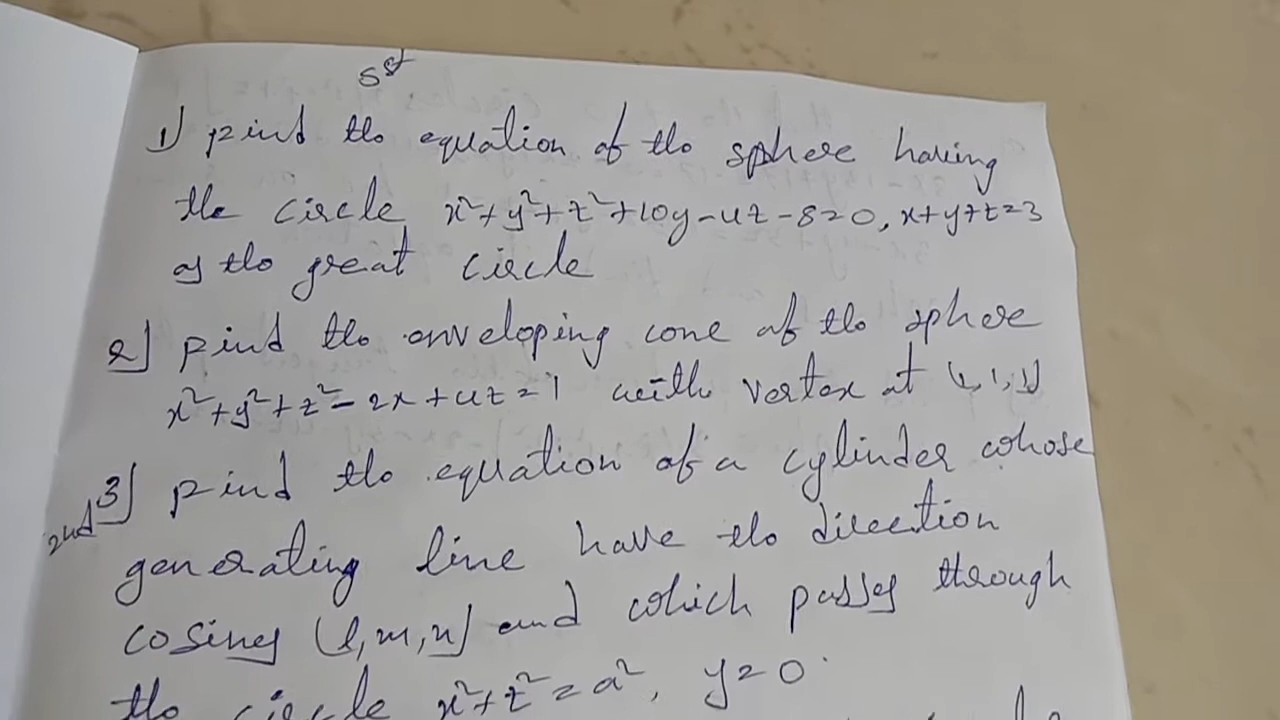 5st
1) Find the equation of the sphere having
the circle x²+y²+z²+10y-4z-8=0, x+y+z=3
as the great circle
2] Find the enveloping cone of the sphere
x²+y²+z²-2x+4z=1 with vertex at (1,1,1)
2nd 3] Find the equation of a cylinder whose
generating line have the direction
cosines (l,m,n) and which passes through
the circle x²+z²=a², y=0